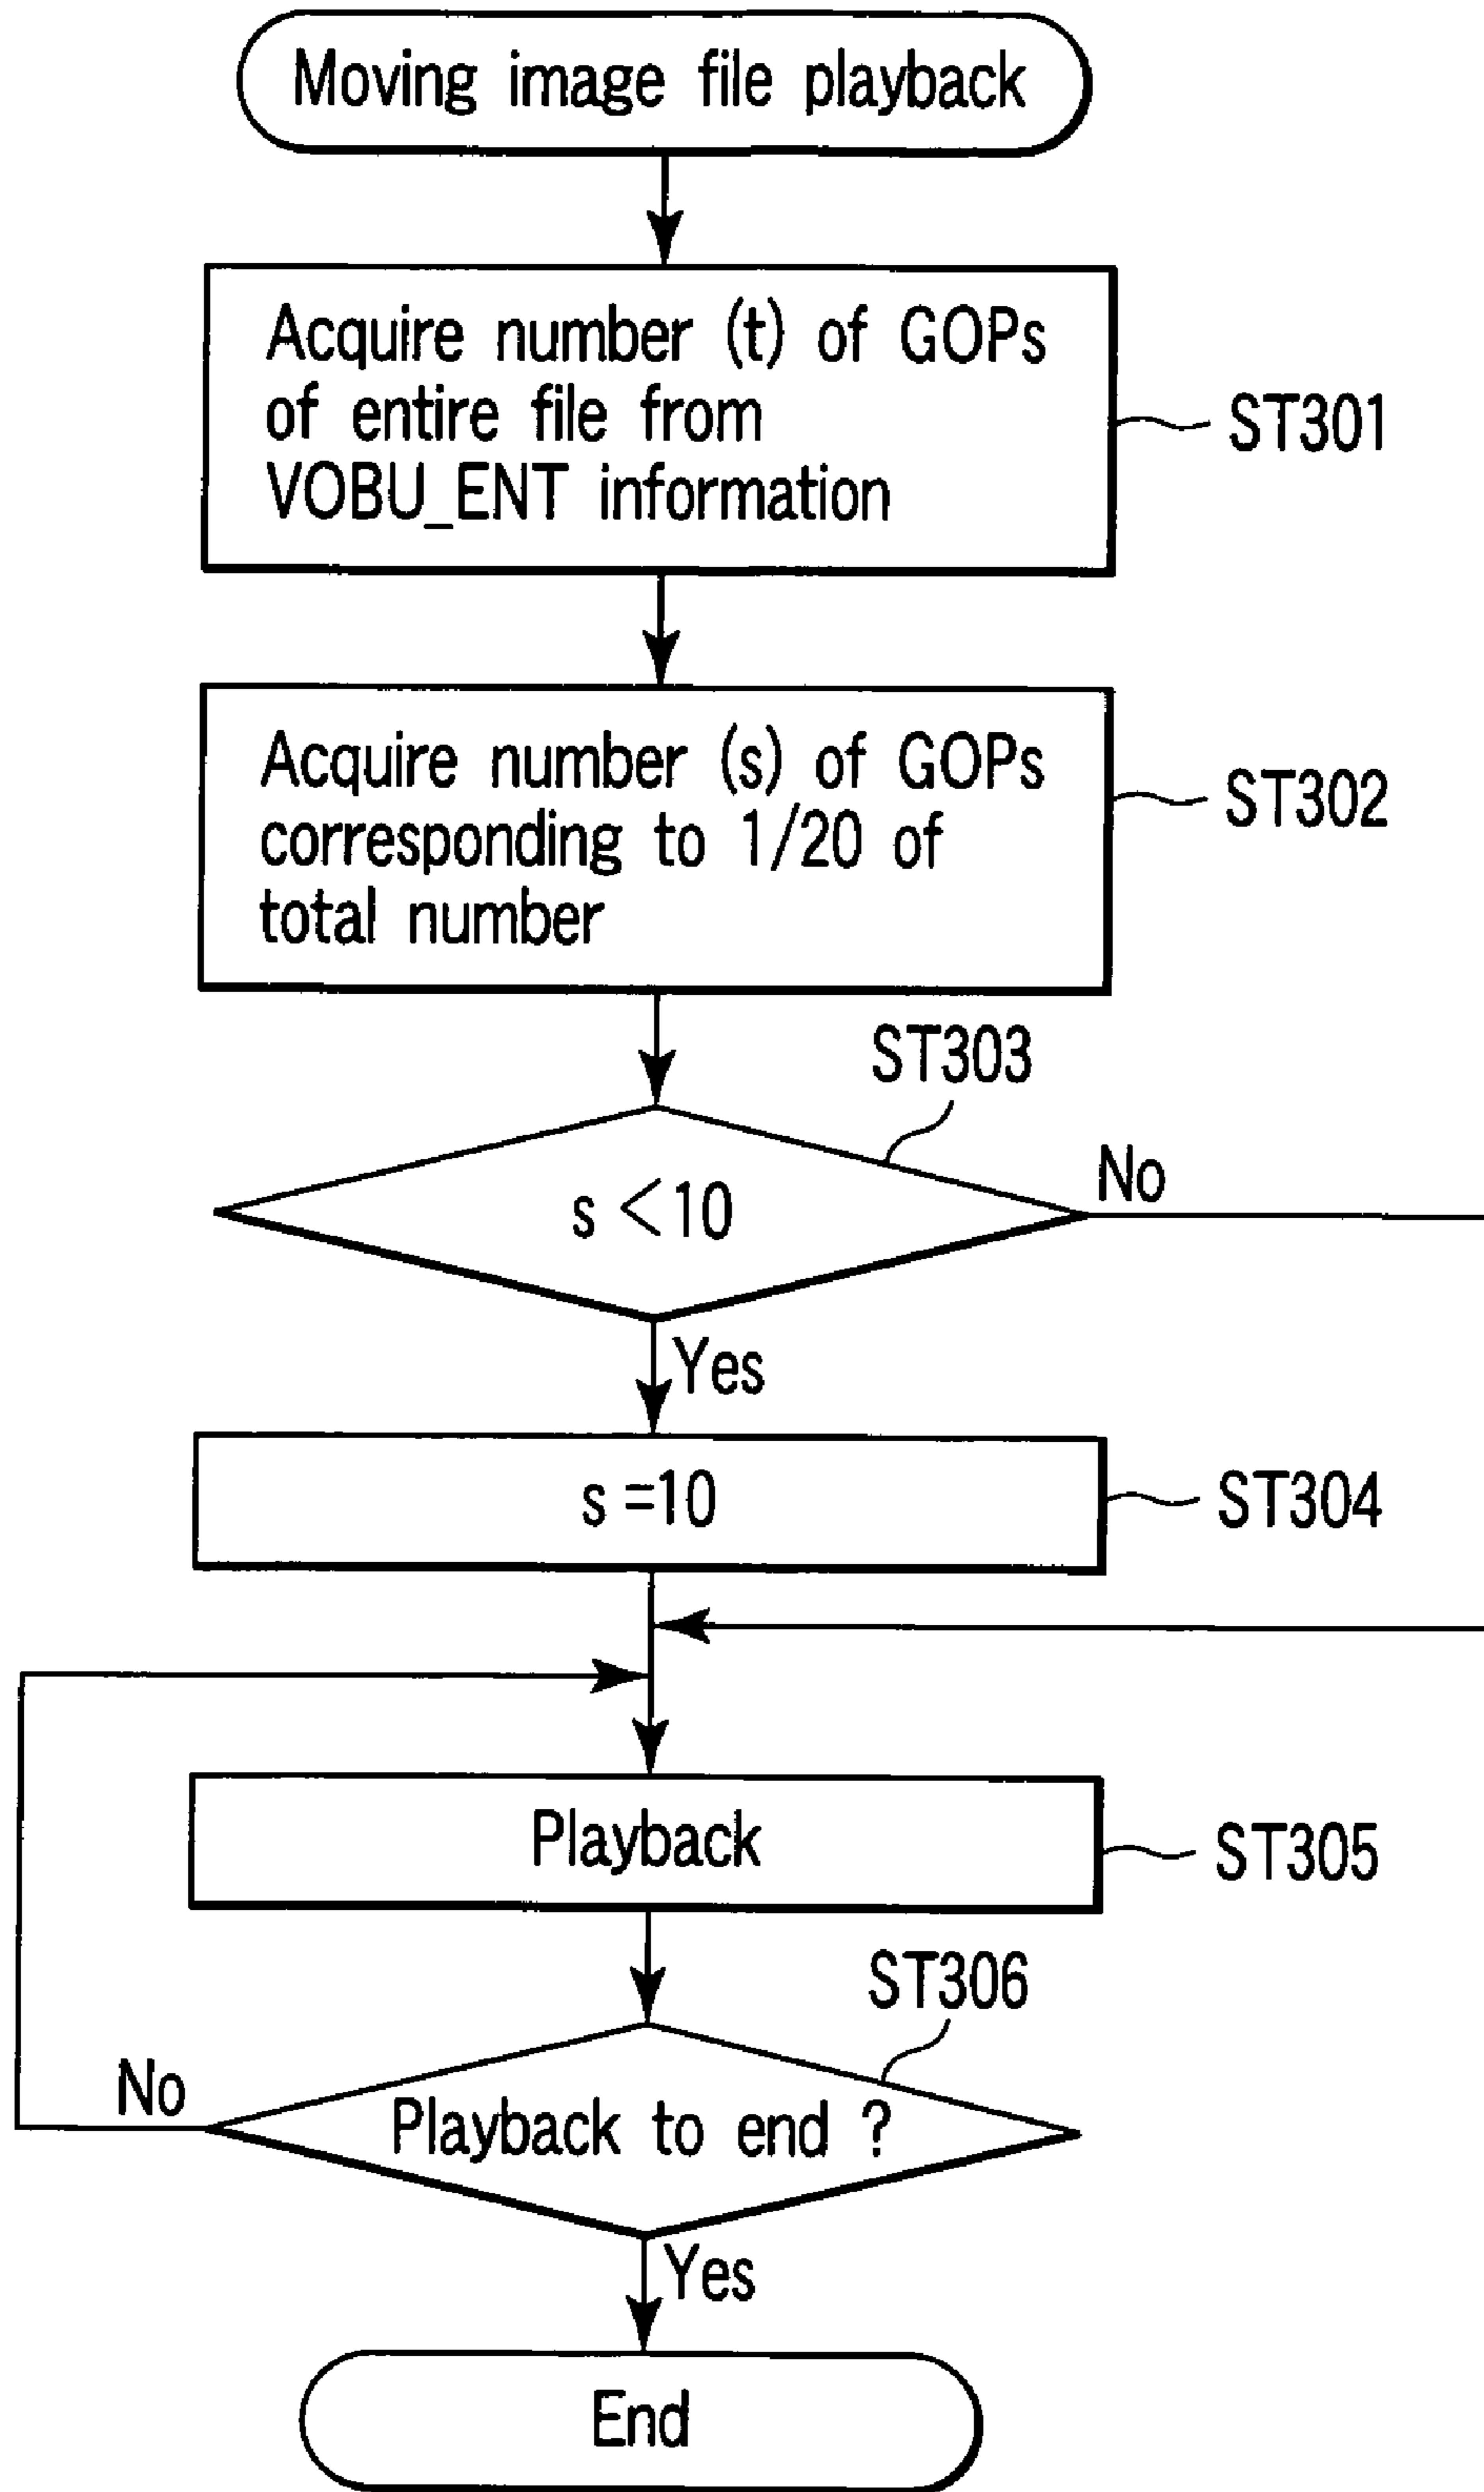 Moving image file playback
Acquire number (t) of GOPs
of entire file from
VOBU_ENT information
ST301
Acquire number (s) of GOPs
corresponding to 1/20 of
total number
ST302
ST303
s <10
No
Yes
s =10
ST304
Playback
ST305
ST306
Playback to end ?
No
Yes
End